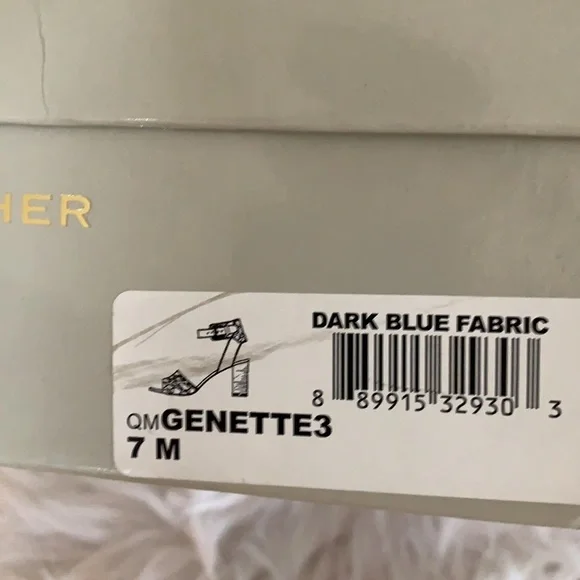 HER
DARK BLUE FABRIC
8 89915 32930 3
QMGENETTE3
7 M